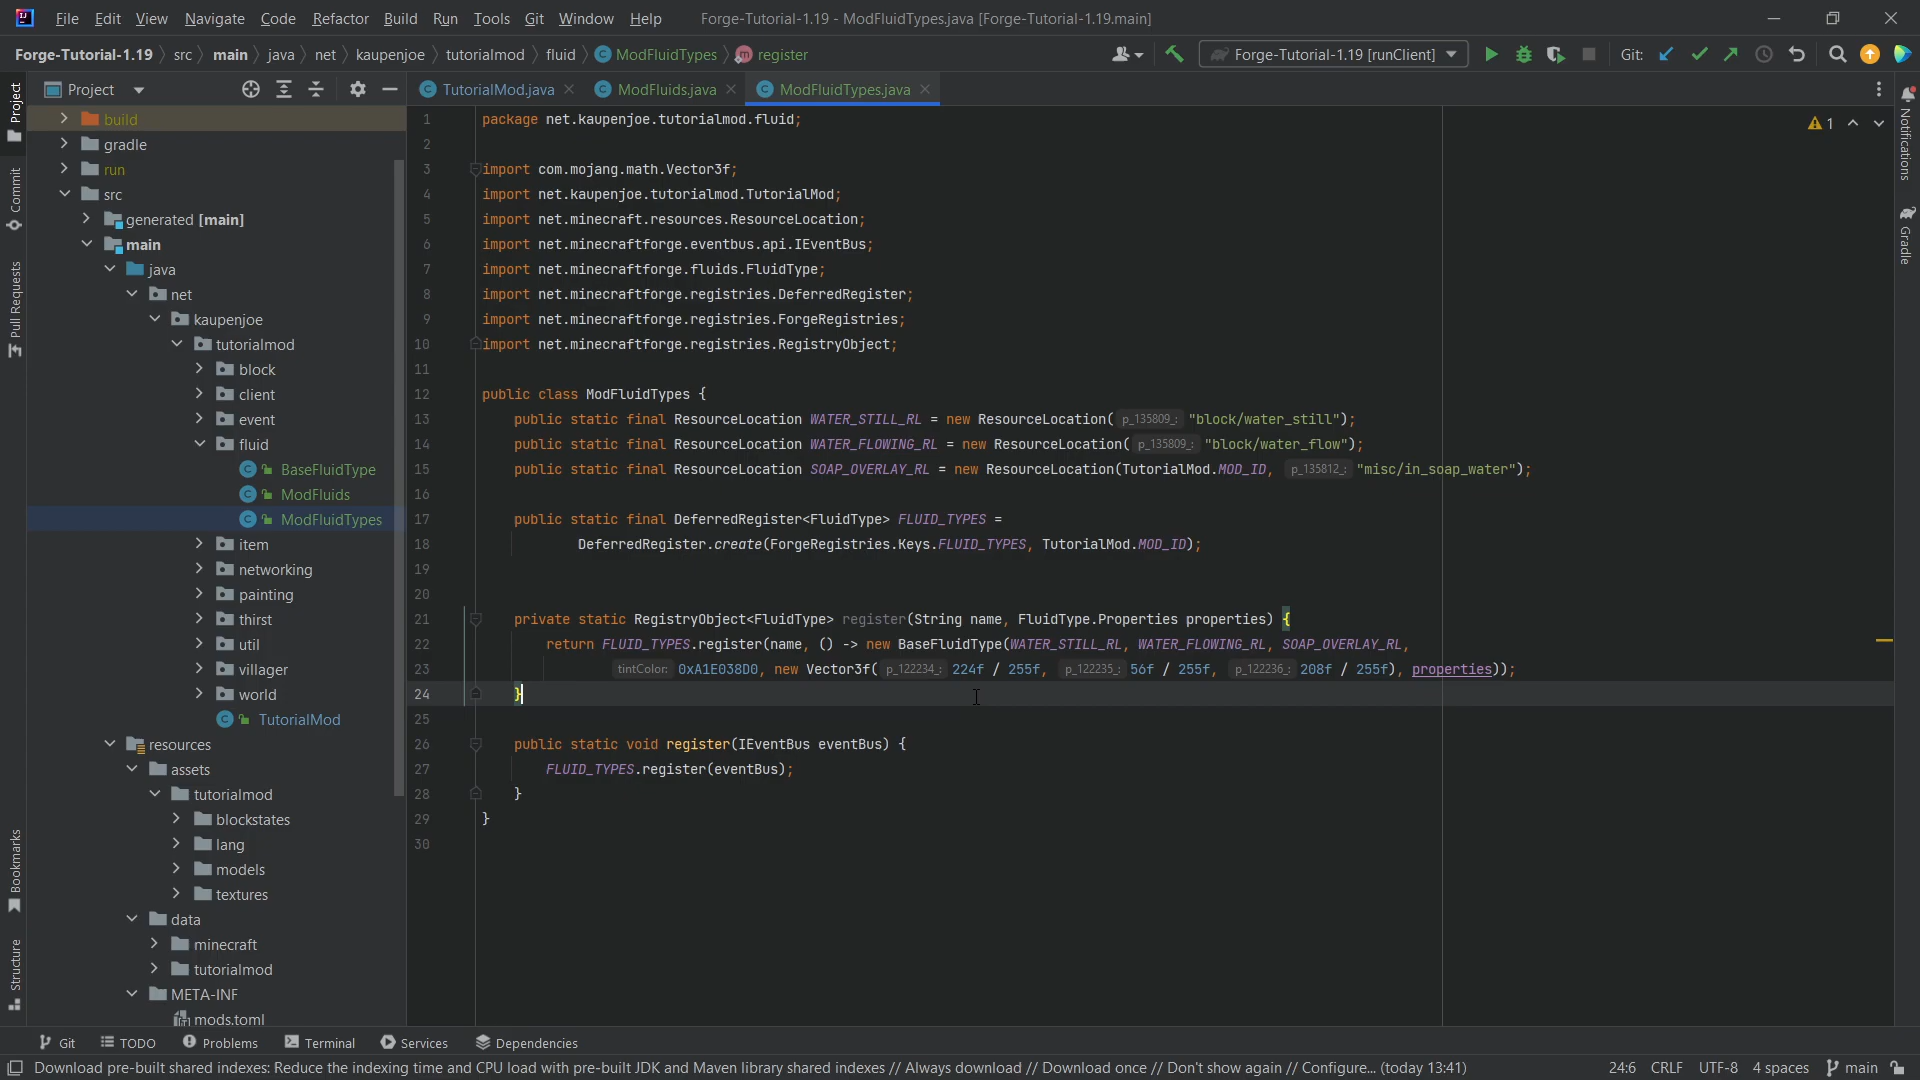 File Edit View Navigate Code Refactor Build Run Tools Git Window Help Forge-Tutorial-1.19 - ModFluidTypes.java [Forge-Tutorial-1.19.main]
Forge-Tutorial-1.19 src main java net kaupenjoe tutorialmod fluid ModFluidTypes register Forge-Tutorial-1.19 [runClient] Git:
Project
TutorialMod.java ModFluids.java ModFluidTypes.java
Project
Commit
Pull Requests
Bookmarks
Structure
build
gradle
run
src
generated [main]
main
java
net
kaupenjoe
tutorialmod
block
client
event
fluid
BaseFluidType
ModFluids
ModFluidTypes
item
networking
painting
thirst
util
villager
world
TutorialMod
resources
assets
tutorialmod
blockstates
lang
models
textures
data
minecraft
tutorialmod
META-INF
mods.toml
1 package net.kaupenjoe.tutorialmod.fluid;
2
3 import com.mojang.math.Vector3f;
4 import net.kaupenjoe.tutorialmod.TutorialMod;
5 import net.minecraft.resources.ResourceLocation;
6 import net.minecraftforge.eventbus.api.IEventBus;
7 import net.minecraftforge.fluids.FluidType;
8 import net.minecraftforge.registries.DeferredRegister;
9 import net.minecraftforge.registries.ForgeRegistries;
10 import net.minecraftforge.registries.RegistryObject;
11
12 public class ModFluidTypes {
13 public static final ResourceLocation WATER_STILL_RL = new ResourceLocation( p_135809_: "block/water_still");
14 public static final ResourceLocation WATER_FLOWING_RL = new ResourceLocation( p_135809_: "block/water_flow");
15 public static final ResourceLocation SOAP_OVERLAY_RL = new ResourceLocation(TutorialMod.MOD_ID, p_135812_: "misc/in_soap_water");
16
17 public static final DeferredRegister<FluidType> FLUID_TYPES =
18 DeferredRegister.create(ForgeRegistries.Keys.FLUID_TYPES, TutorialMod.MOD_ID);
19
20
21 private static RegistryObject<FluidType> register(String name, FluidType.Properties properties) {
22 return FLUID_TYPES.register(name, () -> new BaseFluidType(WATER_STILL_RL, WATER_FLOWING_RL, SOAP_OVERLAY_RL,
23 tintColor: 0xA1E038D0, new Vector3f( p_122234_: 224f / 255f, p_122235_: 56f / 255f, p_122236_: 208f / 255f), properties));
24 }
25
26 public static void register(IEventBus eventBus) {
27 FLUID_TYPES.register(eventBus);
28 }
29 }
30
1
Notifications
Gradle
Git TODO Problems Terminal Services Dependencies
Download pre-built shared indexes: Reduce the indexing time and CPU load with pre-built JDK and Maven library shared indexes // Always download // Download once // Don't show again // Configure... (today 13:41) 24:6 CRLF UTF-8 4 spaces main